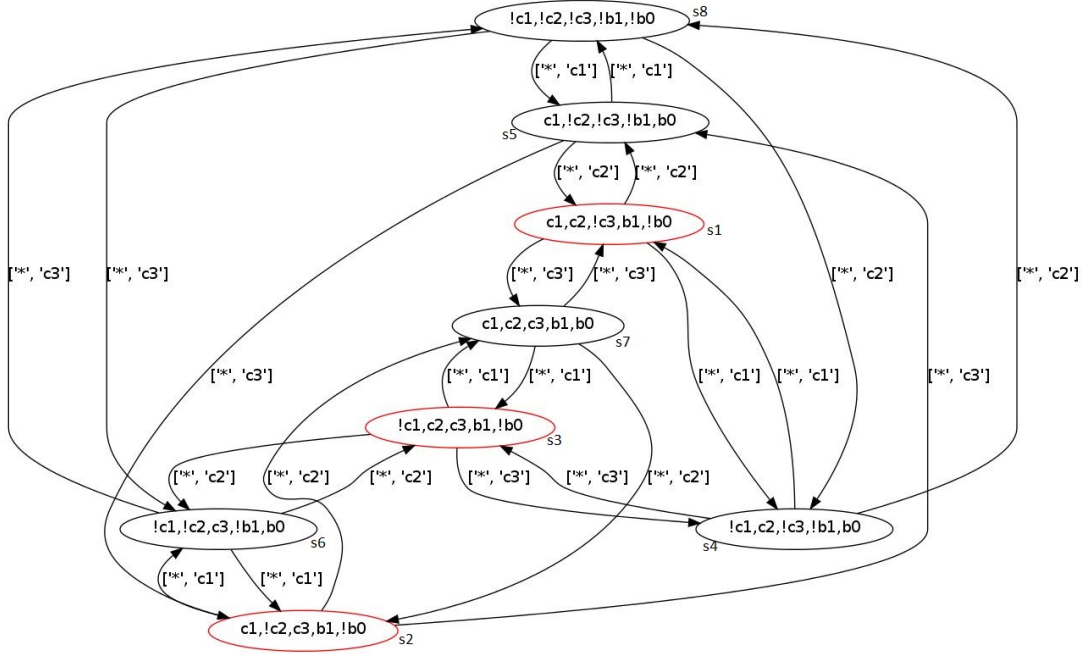 !c1,!c2,!c3,!b1,!b0
s8
['*', 'c1']
['*', 'c1']
c1,!c2,!c3,!b1,b0
s5
['*', 'c2']
['*', 'c2']
c1,c2,!c3,b1,!b0
s1
['*', 'c3']
['*', 'c3']
['*', 'c3']
['*', 'c3']
['*', 'c2']
['*', 'c2']
c1,c2,c3,b1,b0
s7
['*', 'c3']
['*', 'c1']
['*', 'c1']
['*', 'c1']
['*', 'c1']
['*', 'c3']
!c1,c2,c3,b1,!b0
s3
['*', 'c2']
['*', 'c2']
['*', 'c2']
['*', 'c3']
['*', 'c3']
['*', 'c2']
!c1,!c2,c3,!b1,b0
s6
!c1,c2,!c3,!b1,b0
s4
['*', 'c1']
['*', 'c1']
c1,!c2,c3,b1,!b0
s2